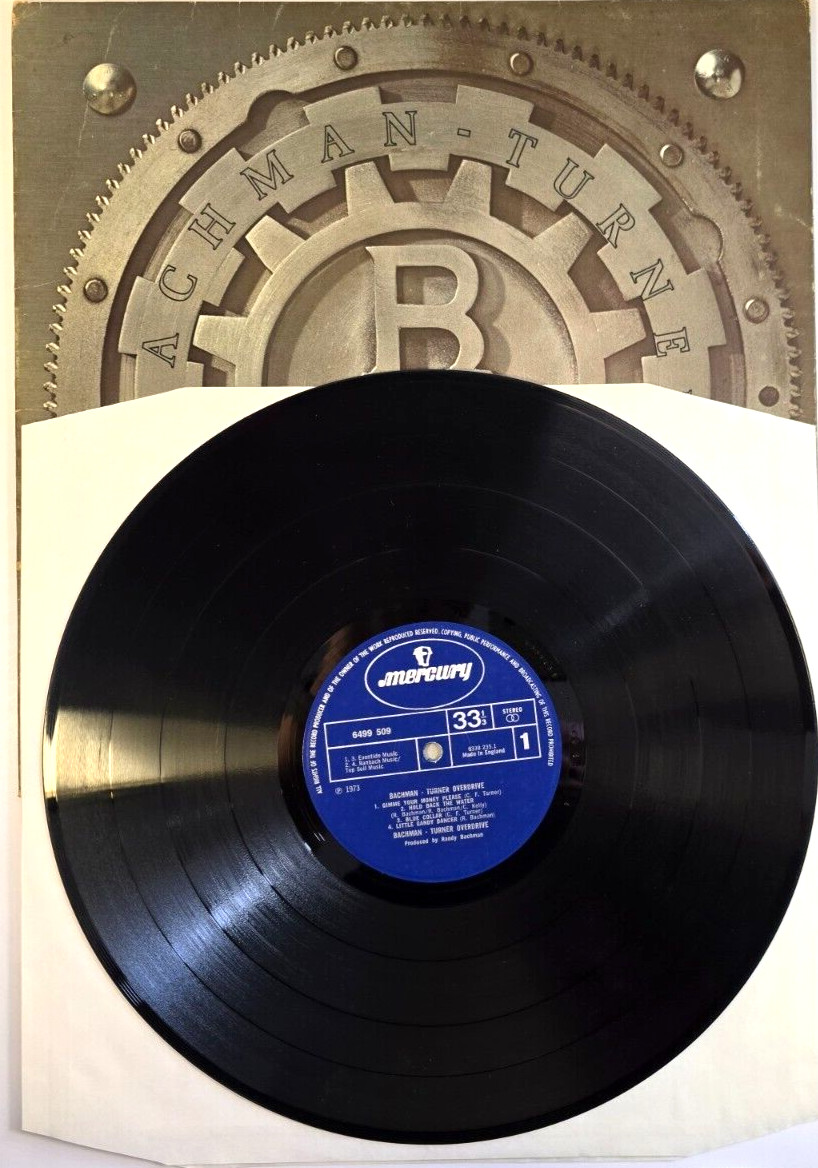 ACHMAN-TURNE
B
ALL RIGHTS OF THE RECORD PRODUCER AND OF THE OWNER OF THE WORK REPRODUCED RESERVED. COPYING, PUBLIC PERFORMANCE AND BROADCASTING OF THIS RECORD PROHIBITED
mercury
6499 509
33 1/3
STEREO
1. 3. Eventide Music
2. 4. Ranbach Music/
Top Soil Music
Made in England
1
℗ 1973
BACHMAN - TURNER OVERDRIVE
1. GIMME YOUR MONEY PLEASE (C. F. Turner)
2. HOLD BACK THE WATER
(R. Bachman/R. Bachman/C. Kelly)
3. BLUE COLLAR (C. F. Turner)
4. LITTLE GANDY DANCER (R. Bachman)
BACHMAN - TURNER OVERDRIVE
Produced by Randy Bachman